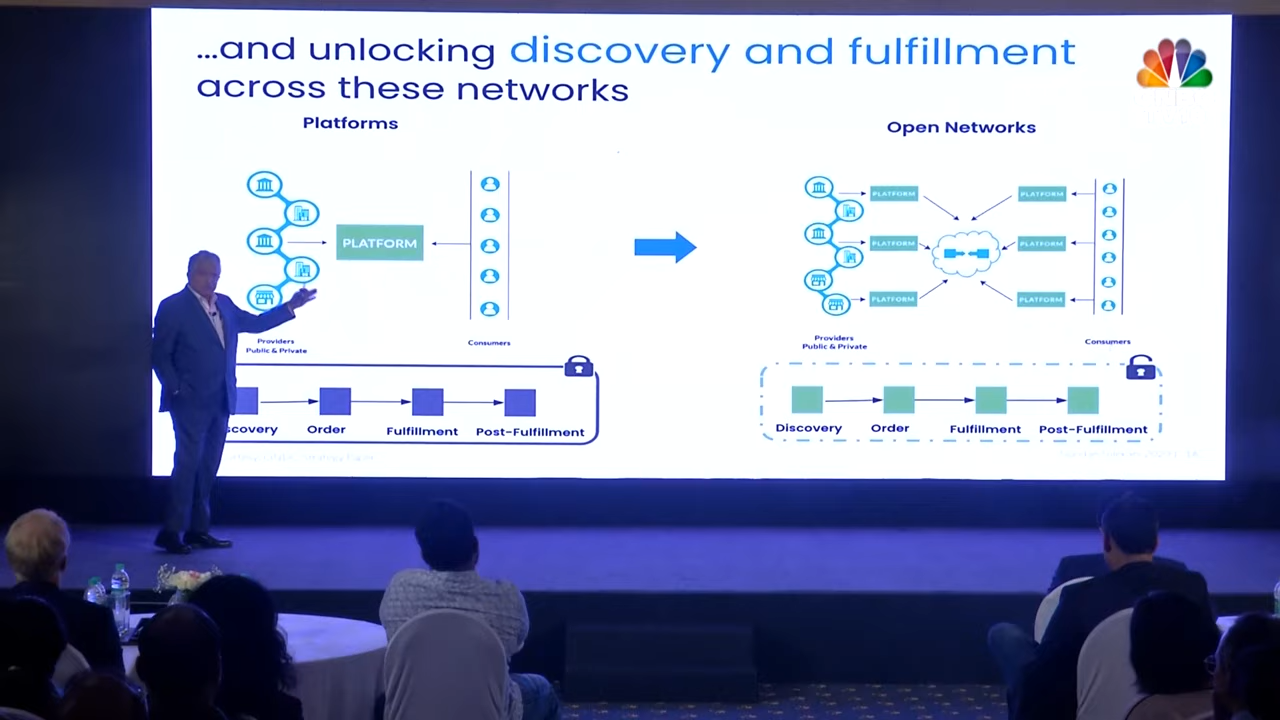 ...and unlocking discovery and fulfillment
across these networks
Platforms
PLATFORM
Providers
Public & Private
Consumers
scovery
Order
Fulfillment
Post-Fulfillment
Open Networks
PLATFORM
PLATFORM
PLATFORM
PLATFORM
PLATFORM
PLATFORM
Providers
Public & Private
Consumers
Discovery
Order
Fulfillment
Post-Fulfillment